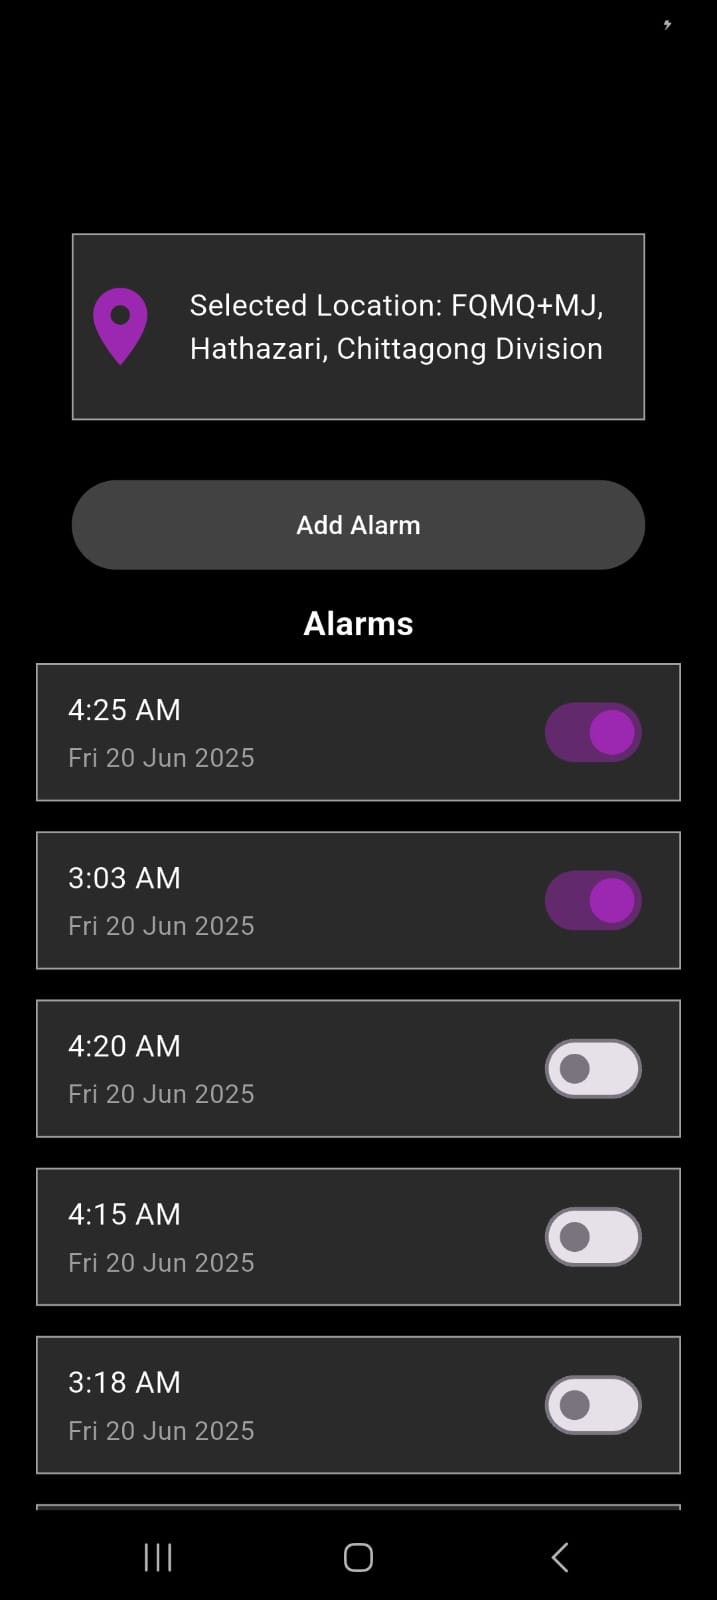 Selected Location: FQMQ+MJ,
Hathazari, Chittagong Division
Add Alarm
Alarms
4:25 AM
Fri 20 Jun 2025
3:03 AM
Fri 20 Jun 2025
4:20 AM
Fri 20 Jun 2025
4:15 AM
Fri 20 Jun 2025
3:18 AM
Fri 20 Jun 2025